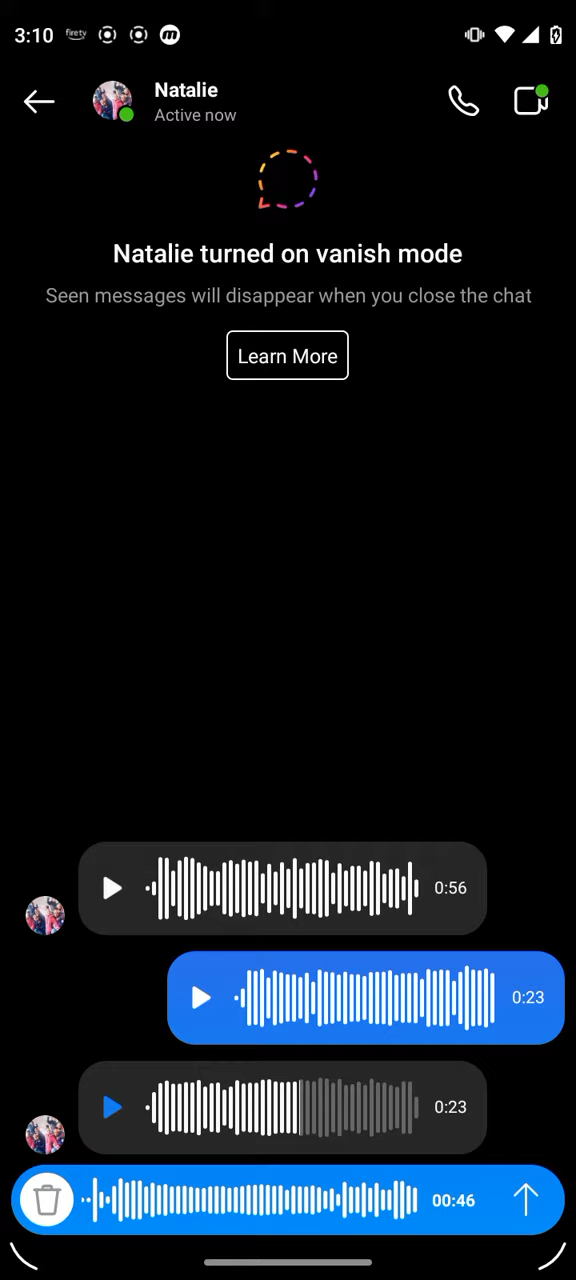 3:10 firetv m
Natalie
Active now
Natalie turned on vanish mode
Seen messages will disappear when you close the chat
Learn More
0:56
0:23
0:23
00:46